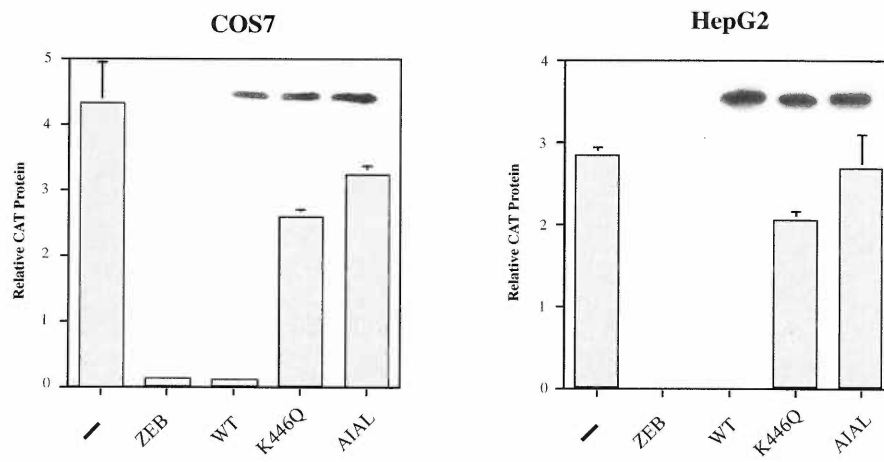 COS7
Relative CAT Protein
5
4
3
2
1
0
ZEB
WT
K446Q
AIAL
HepG2
Relative CAT Protein
4
3
2
1
0
ZEB
WT
K446Q
AIAL